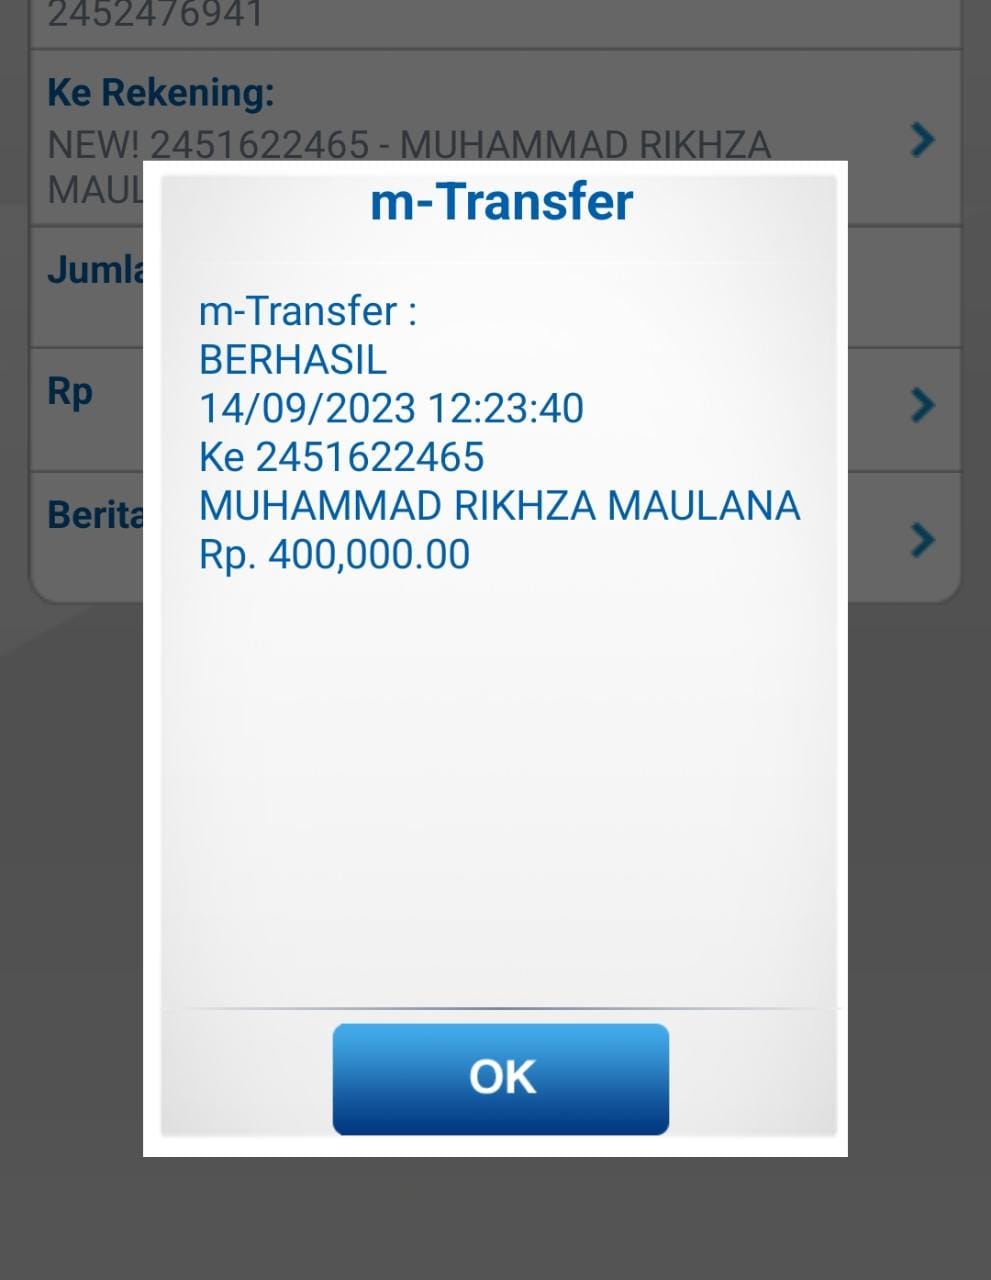 2452476941
Ke Rekening:
NEW! 2451622465 - MUHAMMAD RIKHZA
MAUL
Jumla
Rp
Berita
m-Transfer
m-Transfer :
BERHASIL
14/09/2023 12:23:40
Ke 2451622465
MUHAMMAD RIKHZA MAULANA
Rp. 400,000.00
OK